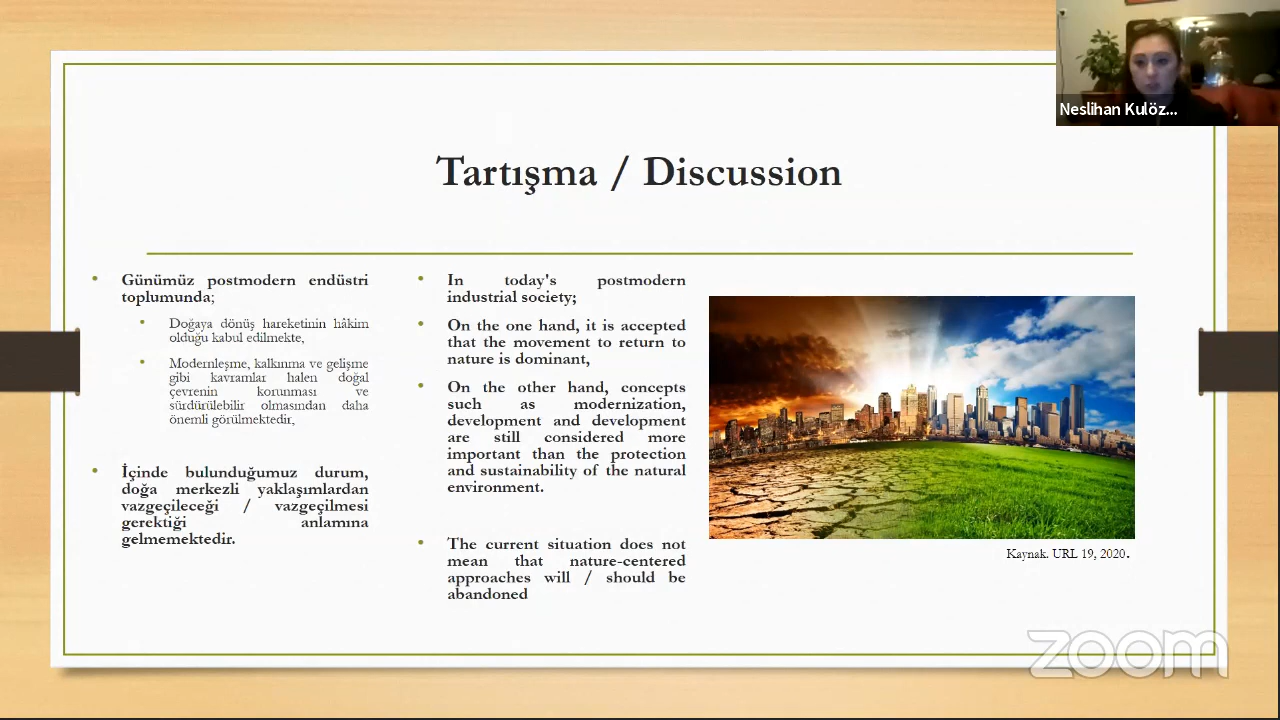 Neslihan Kulöz...
Tartışma / Discussion
• Günümüz postmodern endüstri
toplumunda;
• Doğaya dönüş hareketinin hâkim
olduğu kabul edilmekte,
• Modernleşme, kalkınma ve gelişme
gibi kavramlar halen doğal
çevrenin korunması ve
sürdürülebilir olmasından daha
önemli görülmektedir,
• İçinde bulunduğumuz durum,
doğa merkezli yaklaşımlardan
vazgeçileceği / vazgeçilmesi
gerektiği anlamına
gelmemektedir.
• In today's postmodern
industrial society;
• On the one hand, it is accepted
that the movement to return to
nature is dominant,
• On the other hand, concepts
such as modernization,
development and development
are still considered more
important than the protection
and sustainability of the natural
environment.
• The current situation does not
mean that nature-centered
approaches will / should be
abandoned
Kaynak. URL 19, 2020.
zoom